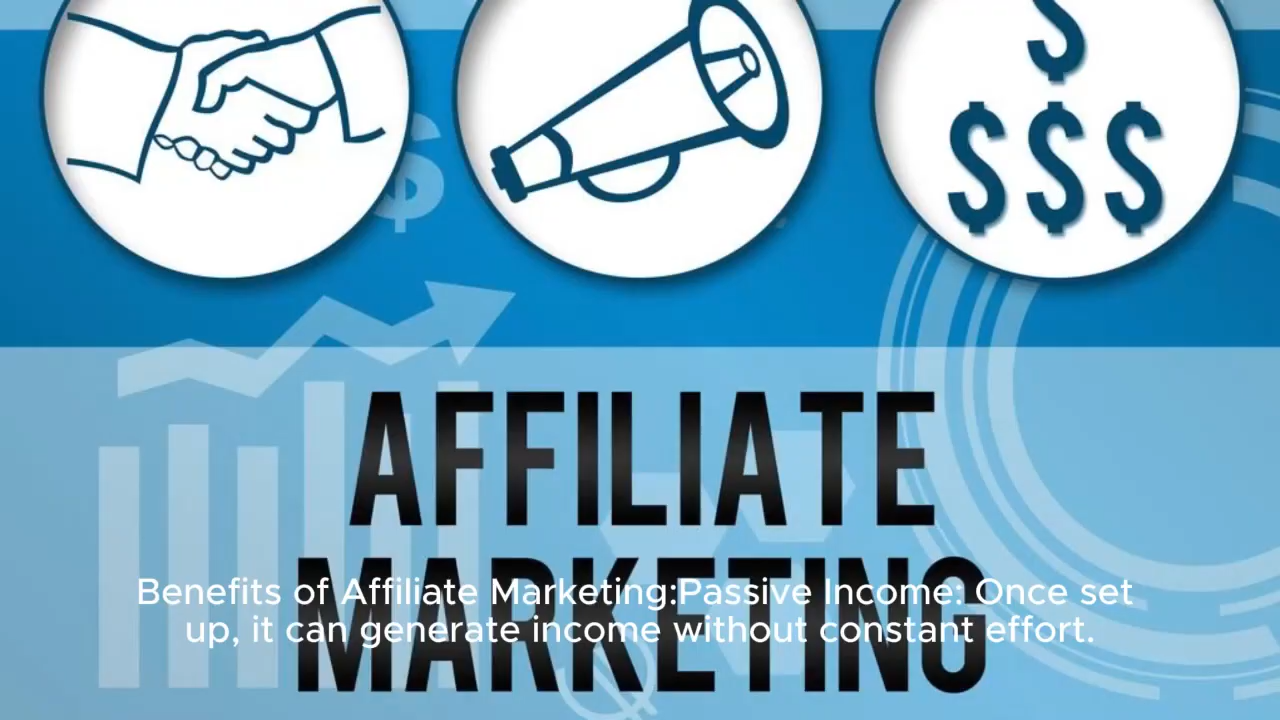 $
$$$
$
AFFILIATE
MARKETING
Benefits of Affiliate Marketing:Passive Income: Once set
up, it can generate income without constant effort.